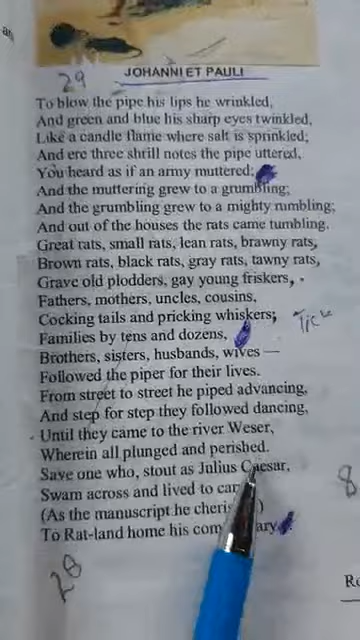 29
JOHANNI ET PAULI
To blow the pipe his lips he wrinkled,
And green and blue his sharp eyes twinkled,
Like a candle flame where salt is sprinkled;
And ere three shrill notes the pipe uttered,
You heard as if an army muttered;
And the muttering grew to a grumbling;
And the grumbling grew to a mighty rumbling;
And out of the houses the rats came tumbling.
Great rats, small rats, lean rats, brawny rats,
Brown rats, black rats, gray rats, tawny rats,
Grave old plodders, gay young friskers,
Fathers, mothers, uncles, cousins,
Cocking tails and pricking whiskers;
Families by tens and dozens,
Brothers, sisters, husbands, wives —
Followed the piper for their lives.
From street to street he piped advancing,
And step for step they followed dancing,
Until they came to the river Weser,
Wherein all plunged and perished.
Save one who, stout as Julius Caesar,
Swam across and lived to
(As the manuscript he
To Rat-land home his
28
8